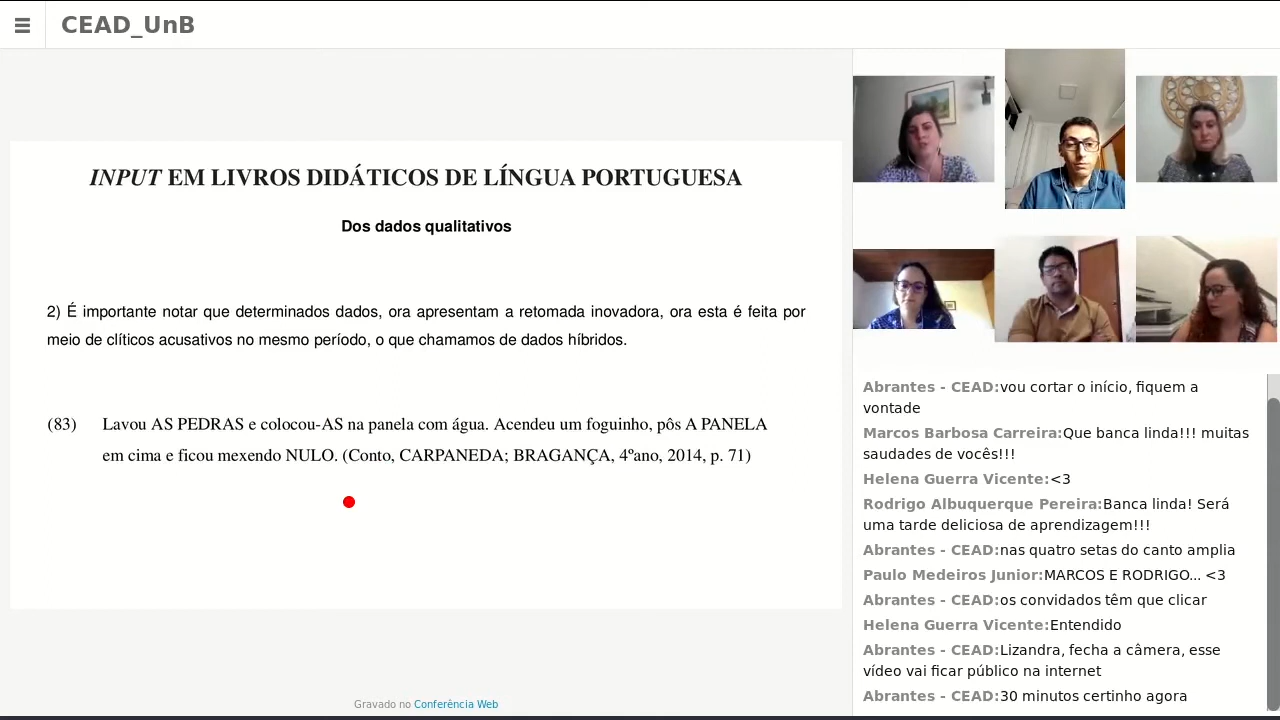 CEAD_UnB
INPUT EM LIVROS DIDÁTICOS DE LÍNGUA PORTUGUESA
Dos dados qualitativos
2) É importante notar que determinados dados, ora apresentam a retomada inovadora, ora esta é feita por
meio de clíticos acusativos no mesmo período, o que chamamos de dados híbridos.
(83) Lavou AS PEDRAS e colocou-AS na panela com água. Acendeu um foguinho, pôs A PANELA
em cima e ficou mexendo NULO. (Conto, CARPANEDA; BRAGANÇA, 4ºano, 2014, p. 71)
Gravado no Conferência Web
Abrantes - CEAD:vou cortar o início, fiquem a
vontade
Marcos Barbosa Carreira:Que banca linda!!! muitas
saudades de vocês!!!
Helena Guerra Vicente:<3
Rodrigo Albuquerque Pereira:Banca linda! Será
uma tarde deliciosa de aprendizagem!!!
Abrantes - CEAD:nas quatro setas do canto amplia
Paulo Medeiros Junior:MARCOS E RODRIGO... <3
Abrantes - CEAD:os convidados têm que clicar
Helena Guerra Vicente:Entendido
Abrantes - CEAD:Lizandra, fecha a câmera, esse
vídeo vai ficar público na internet
Abrantes - CEAD:30 minutos certinho agora